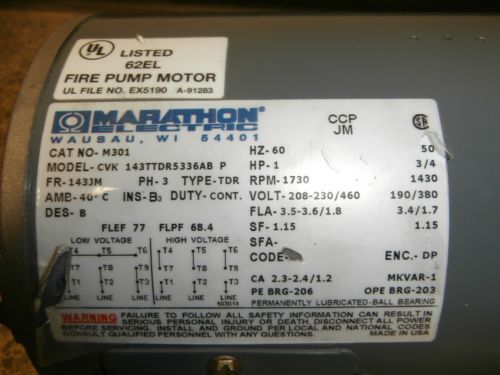 UL
LISTED
62EL
FIRE PUMP MOTOR
UL FILE NO. EX5190 A-91283
MARATHON
ELECTRIC
WAUSAU, WI 54401
CCP
JM
CAT NO- M301
MODEL- CVK 143TTDR5336AB P
FR- 143JM PH- 3 TYPE-TDR
AMB- 40°C INS-B3 DUTY- CONT.
DES- B
FLEF 77 FLPF 68.4
HZ-60 50
HP-1 3/4
RPM-1730 1430
VOLT-208-230/460 190/380
FLA-3.5-3.6/1.8 3.4/1.7
SF-1.15 1.15
SFA-
CODE- ENC.- DP
CA 2.3-2.4/1.2 MKVAR-1
PE BRG-206 OPE BRG-203
PERMANENTLY LUBRICATED-BALL BEARING
LOW VOLTAGE HIGH VOLTAGE
T4 T5 T6 T4 T5 T6
T7 T8 T9 T7 T8 T9
T1 T2 T3 T1 T2 T3
LINE LINE LINE LINE LINE LINE
103014
WARNING FAILURE TO FOLLOW ALL SAFETY INFORMATION CAN RESULT IN
SERIOUS PERSONAL INJURY OR DEATH. DISCONNECT ALL POWER
BEFORE SERVICING. INSTALL AND GROUND PER LOCAL AND NATIONAL CODES
CONSULT QUALIFIED PERSONNEL WITH ANY QUESTIONS. MADE IN USA